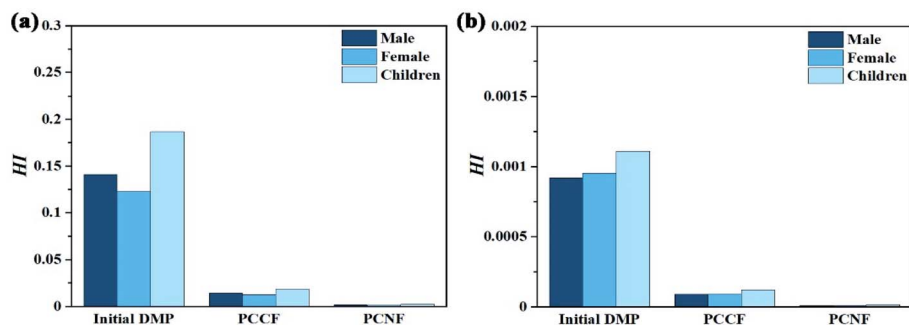 (a)
HI
0.3
0.25
0.2
0.15
0.1
0.05
0
Male
Female
Children
Initial DMP PCCF PCNF
(b)
HI
0.002
0.0015
0.001
0.0005
0
Male
Female
Children
Initial DMP PCCF PCNF